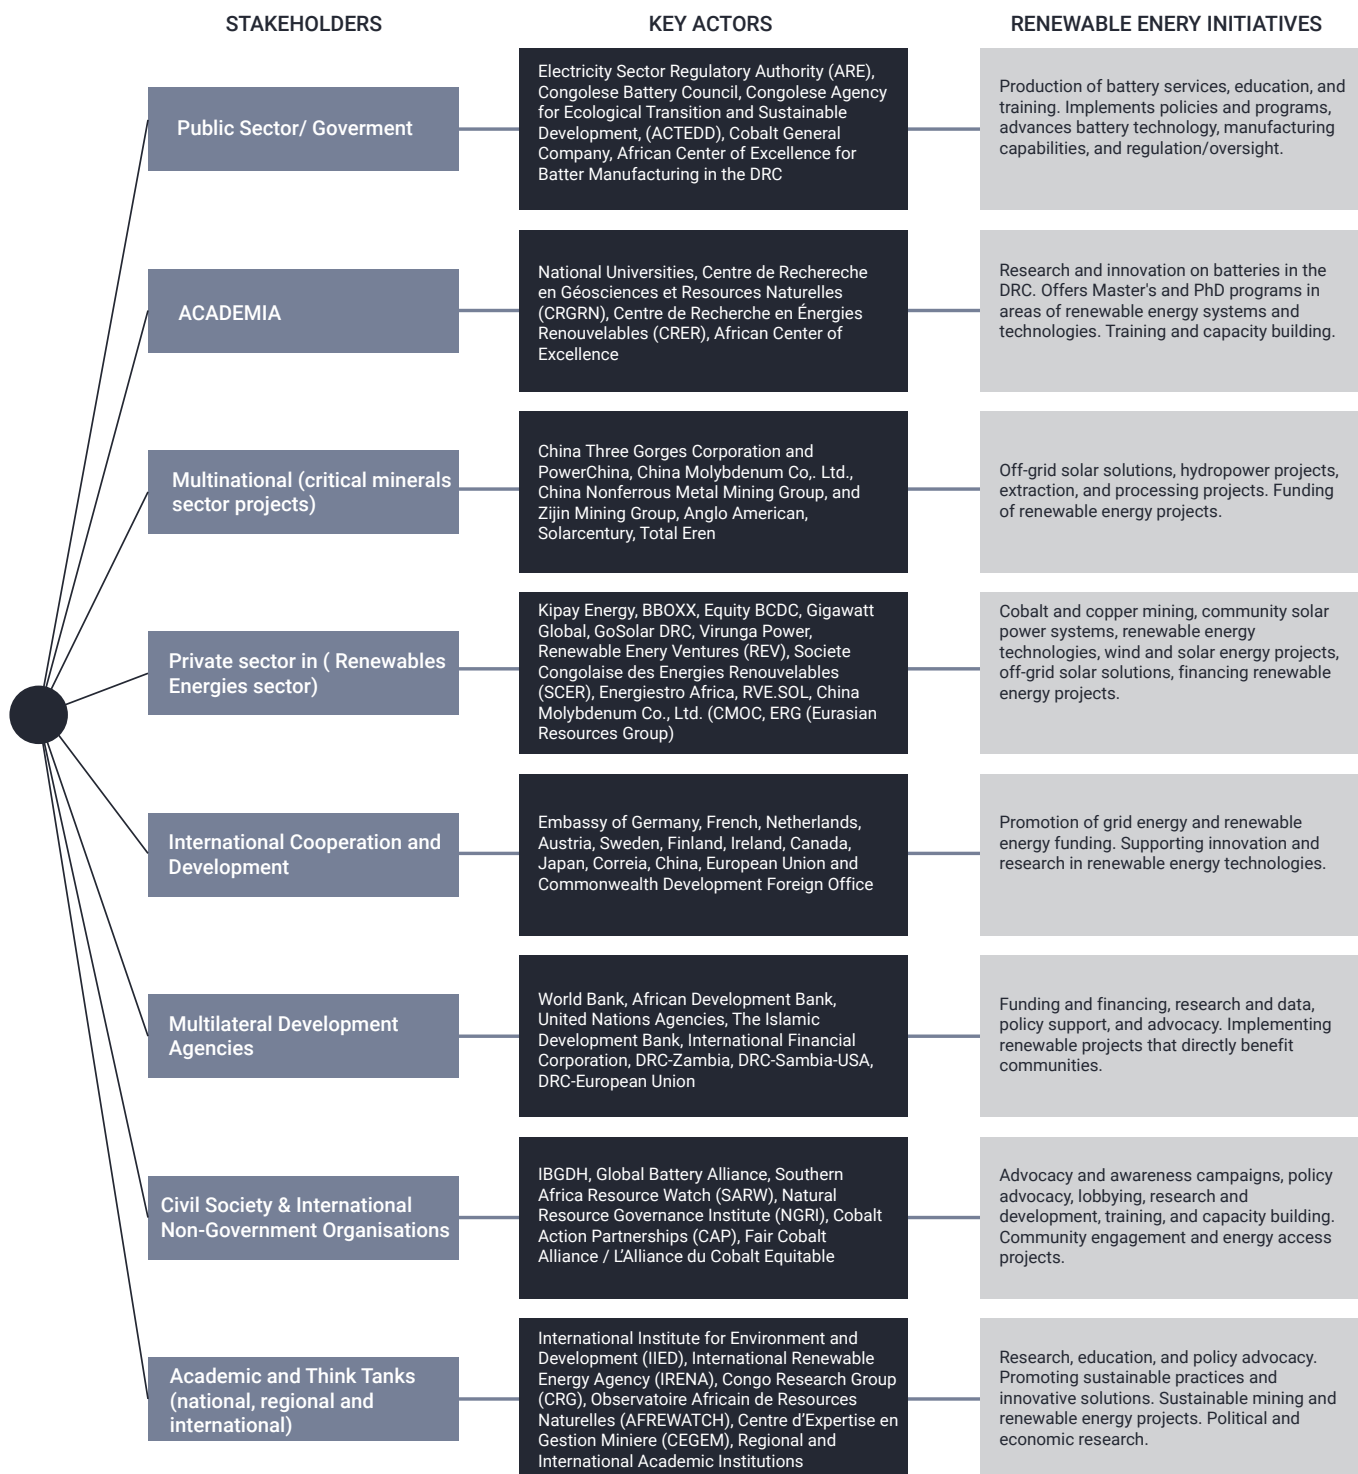 STAKEHOLDERS
KEY ACTORS
RENEWABLE ENERY INITIATIVES
Public Sector/ Goverment
Electricity Sector Regulatory Authority (ARE),
Congolese Battery Council, Congolese Agency
for Ecological Transition and Sustainable
Development, (ACTEDD), Cobalt General
Company, African Center of Excellence for
Batter Manufacturing in the DRC
Production of battery services, education, and
training. Implements policies and programs,
advances battery technology, manufacturing
capabilities, and regulation/oversight.
ACADEMIA
National Universities, Centre de Rechereche
en Géosciences et Resources Naturelles
(CRGRN), Centre de Recherche en Énergies
Renouvelables (CRER), African Center of
Excellence
Research and innovation on batteries in the
DRC. Offers Master's and PhD programs in
areas of renewable energy systems and
technologies. Training and capacity building.
Multinational (critical minerals
sector projects)
China Three Gorges Corporation and
PowerChina, China Molybdenum Co,. Ltd.,
China Nonferrous Metal Mining Group, and
Zijin Mining Group, Anglo American,
Solarcentury, Total Eren
Off-grid solar solutions, hydropower projects,
extraction, and processing projects. Funding
of renewable energy projects.
Private sector in ( Renewables
Energies sector)
Kipay Energy, BBOXX, Equity BCDC, Gigawatt
Global, GoSolar DRC, Virunga Power,
Renewable Enery Ventures (REV), Societe
Congolaise des Energies Renouvelables
(SCER), Energiestro Africa, RVE.SOL, China
Molybdenum Co., Ltd. (CMOC, ERG (Eurasian
Resources Group)
Cobalt and copper mining, community solar
power systems, renewable energy
technologies, wind and solar energy projects,
off-grid solar solutions, financing renewable
energy projects.
International Cooperation and
Development
Embassy of Germany, French, Netherlands,
Austria, Sweden, Finland, Ireland, Canada,
Japan, Correia, China, European Union and
Commonwealth Development Foreign Office
Promotion of grid energy and renewable
energy funding. Supporting innovation and
research in renewable energy technologies.
Multilateral Development
Agencies
World Bank, African Development Bank,
United Nations Agencies, The Islamic
Development Bank, International Financial
Corporation, DRC-Zambia, DRC-Sambia-USA,
DRC-European Union
Funding and financing, research and data,
policy support, and advocacy. Implementing
renewable projects that directly benefit
communities.
Civil Society & International
Non-Government Organisations
IBGDH, Global Battery Alliance, Southern
Africa Resource Watch (SARW), Natural
Resource Governance Institute (NGRI), Cobalt
Action Partnerships (CAP), Fair Cobalt
Alliance / L’Alliance du Cobalt Equitable
Advocacy and awareness campaigns, policy
advocacy, lobbying, research and
development, training, and capacity building.
Community engagement and energy access
projects.
Academic and Think Tanks
(national, regional and
international)
International Institute for Environment and
Development (IIED), International Renewable
Energy Agency (IRENA), Congo Research Group
(CRG), Observatoire Africain de Resources
Naturelles (AFREWATCH), Centre d’Expertise en
Gestion Miniere (CEGEM), Regional and
International Academic Institutions
Research, education, and policy advocacy.
Promoting sustainable practices and
innovative solutions. Sustainable mining and
renewable energy projects. Political and
economic research.